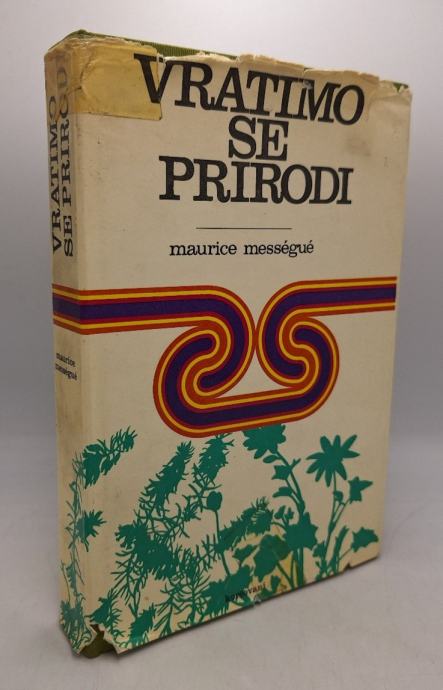 VRATIMO
SE
PRIRODI
maurice mességué
VRATIMO
SE PRIRODI
maurice
mességué